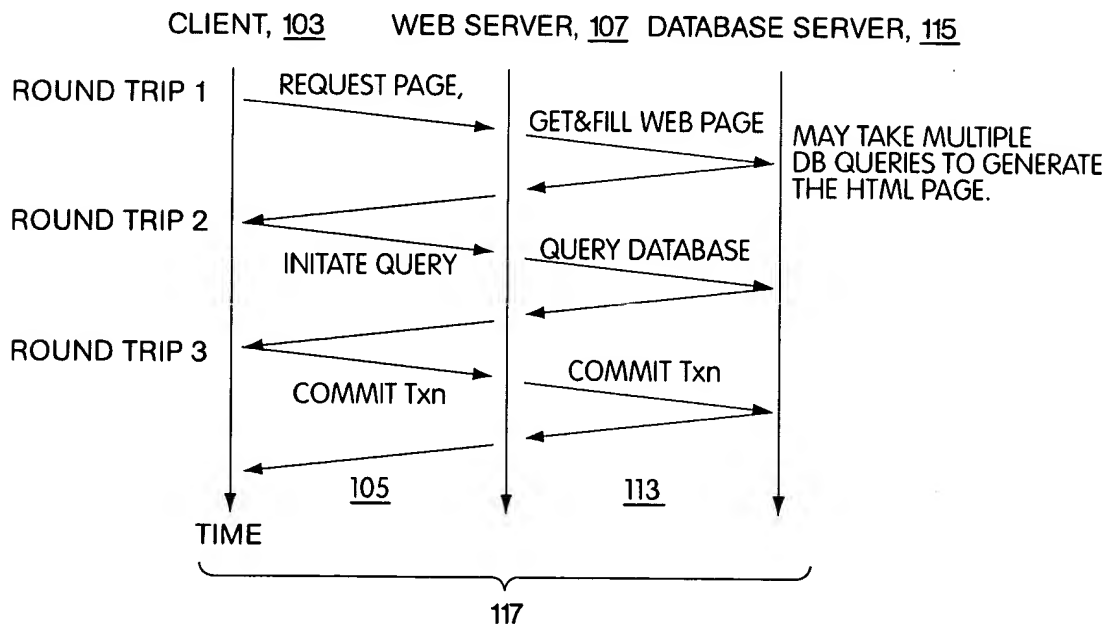 CLIENT, 103 WEB SERVER, 107 DATABASE SERVER, 115
ROUND TRIP 1
REQUEST PAGE,
GET&FILL WEB PAGE
MAY TAKE MULTIPLE
DB QUERIES TO GENERATE
THE HTML PAGE.
ROUND TRIP 2
INITATE QUERY
QUERY DATABASE
ROUND TRIP 3
COMMIT Txn
COMMIT Txn
105
113
TIME
117